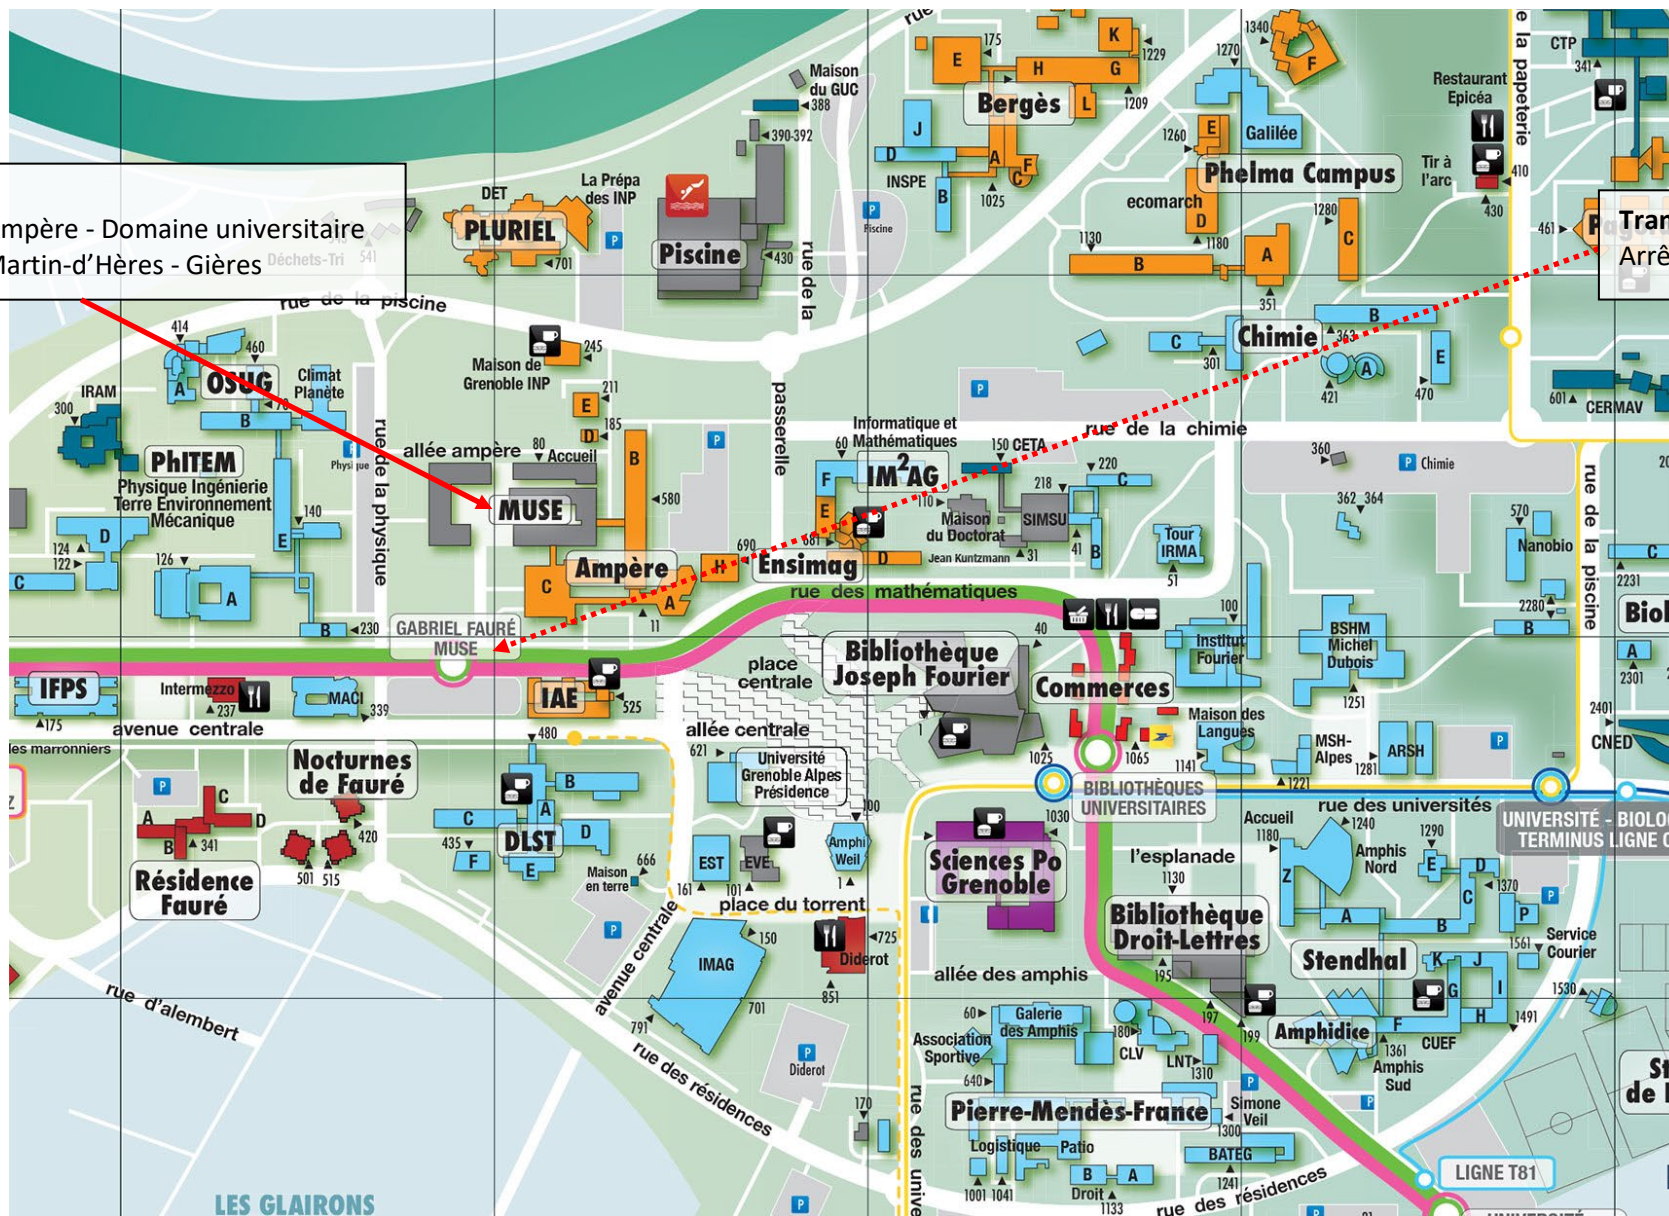 rue
175
K
1229
E
H
G
Bergès
L
1209
1340
F
1270
e la papeterie
CTP
341
Maison
du GUC
388
390-392
J
D
INSPE
B
A
F
C
1025
1260
E
Galilée
Phelma Campus
ecomarch
D
1180
1280
C
Restaurant
Epicéa
Tir à
l'arc
410
430
461
Tran
Arrê
mpère - Domaine universitaire
Martin-d'Hères - Gières
Déchets-Tri
541
DET
La Prépa
des INP
PLURIEL
701
P
Piscine
430
P
Piscine
rue de la
passerelle
1130
B
A
351
rue de la piscine
414
460
OSUG
A
70
B
Climat
Planète
IRAM
300
PhITEM
Physique Ingénierie
Terre Environnement
Mécanique
140
E
D
124
122
C
126
A
B
230
rue de la physique
P
Physique
Maison de
Grenoble INP
245
211
E
185
D
B
580
allée ampère
80
Accueil
MUSE
Ampère
C
A
11
H
690
P
Chimie
B
C
301
363
A
421
E
470
P
rue de la chimie
601
CERMAV
Informatique et
Mathématiques
60
IM²AG
F
E
681
Ensimag
D
Jean Kuntzmann
150 CETA
110
Maison
du Doctorat
218
SIMSU
31
220
C
41
B
Tour
IRMA
51
360
P Chimie
362
364
570
Nanobio
rue de la piscine
C
2231
2280
B
Biol
A
2301
rue des mathématiques
GABRIEL FAURÉ
MUSE
IFPS
175
Intermezzo
237
MACI
339
avenue centrale
les marronniers
IAE
525
place
centrale
allée centrale
Bibliothèque
Joseph Fourier
40
1
1025
Commerces
1065
100
Institut
Fourier
BSHM
Michel
Dubois
1251
Maison des
Langues
1141
MSH-
Alpes
1221
ARSH
1281
P
2401
CNED
BIBLIOTHÈQUES
UNIVERSITAIRES
rue des universités
UNIVERSITÉ - BIOLO
TERMINUS LIGNE C
Nocturnes
de Fauré
P
A
C
D
B
341
420
501
515
Résidence
Fauré
480
B
C
A
D
DLST
435
F
E
621
Université
Grenoble Alpes
Présidence
Maison
en terre
666
EST
161
EVE
101
Amphi
Weil
1
place du torrent
1030
Sciences Po
Grenoble
l'esplanade
1130
Bibliothèque
Droit-Lettres
195
197
199
Accueil
1180
1240
Amphis
Nord
Z
A
B
C
1290
E
D
1370
P
P
1561
Service
Courier
1530
Stendhal
K
J
G
I
H
1491
F
CUEF
Amphidice
1361
Amphis
Sud
P
avenue centrale
IMAG
150
701
791
725
Diderot
851
allée des amphis
60
Galerie
des Amphis
Association
Sportive
640
180
CLV
LNT
1310
Pierre-Mendès-France
P
Simone
Veil
1300
P
Logistique
Patio
1001
1041
B
A
Droit
1133
BATEG
1241
rue des résidences
rue d'alembert
rue des résidences
P
Diderot
170
P
rue des unive
LES GLAIRONS
LIGNE T81
UNIVERSITÉ
St
de l